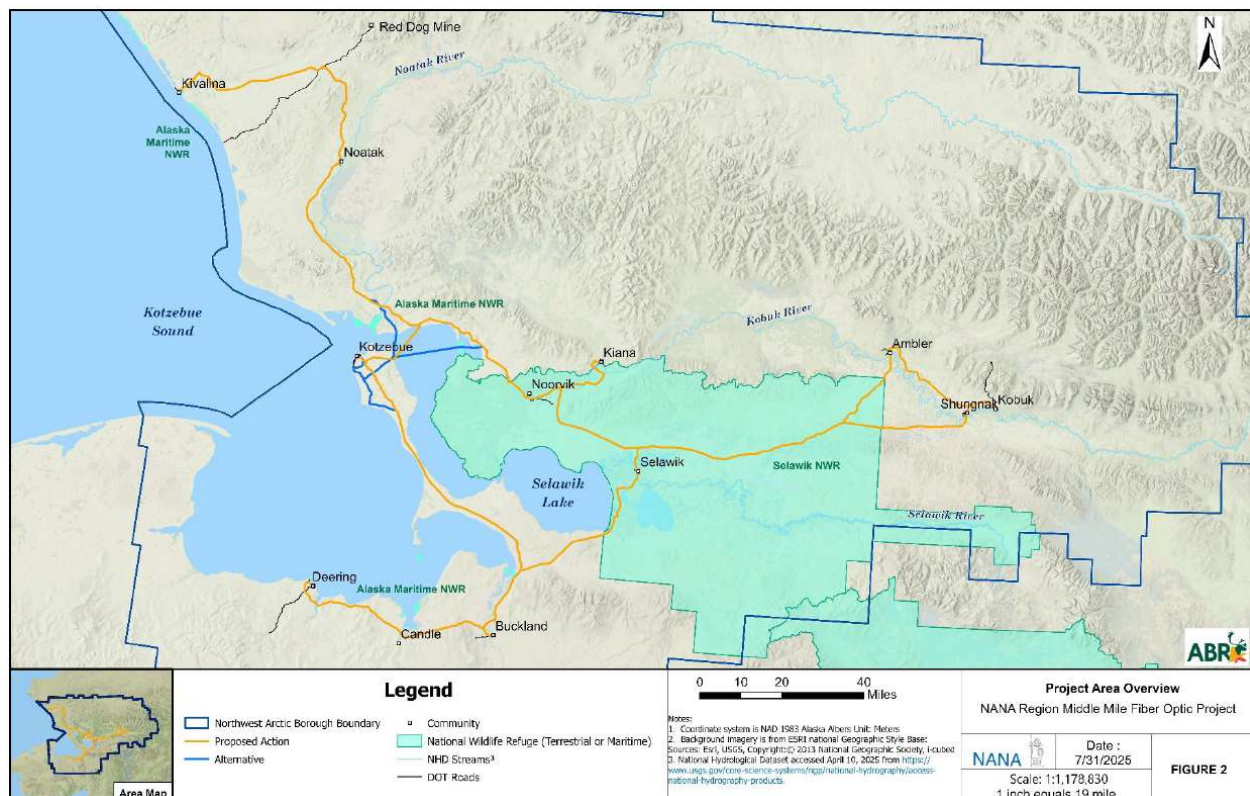 Red Dog Mine
N
Noatak River
Kivalina
Alaska
Maritime
NWR
Noatak
Kotzebue
Sound
Alaska Maritime NWR
Kobuk River
Kotzebue
Kiana
Ambler
Noorvik
Shungnak
Kobuk
Selawik
Selawik NWR
Selawik
Lake
Selawik River
Deering
Alaska Maritime NWR
Candle
Buckland
ABR
Area Map
Legend
Northwest Arctic Borough Boundary
Proposed Action
Alternative
Community
National Wildlife Refuge (Terrestrial or Maritime)
NHD Streams³
DOT Roads
0 10 20 40
Miles
Notes:
1. Coordinate system is NAD 1983 Alaska Albers Unit: Meters
2. Background imagery is from ESRI national Geographic Style Base:
Sources: Esri, USGS, Copyright:© 2013 National Geographic Society, i-cubed
3. National Hydrological Dataset accessed April 10, 2025 from https://
www.usgs.gov/core-science-systems/ngp/national-hydrography/access-
national-hydrography-products.
Project Area Overview
NANA Region Middle Mile Fiber Optic Project
NANA
Date :
7/31/2025
Scale: 1:1,178,830
1 inch equals 19 mile
FIGURE 2